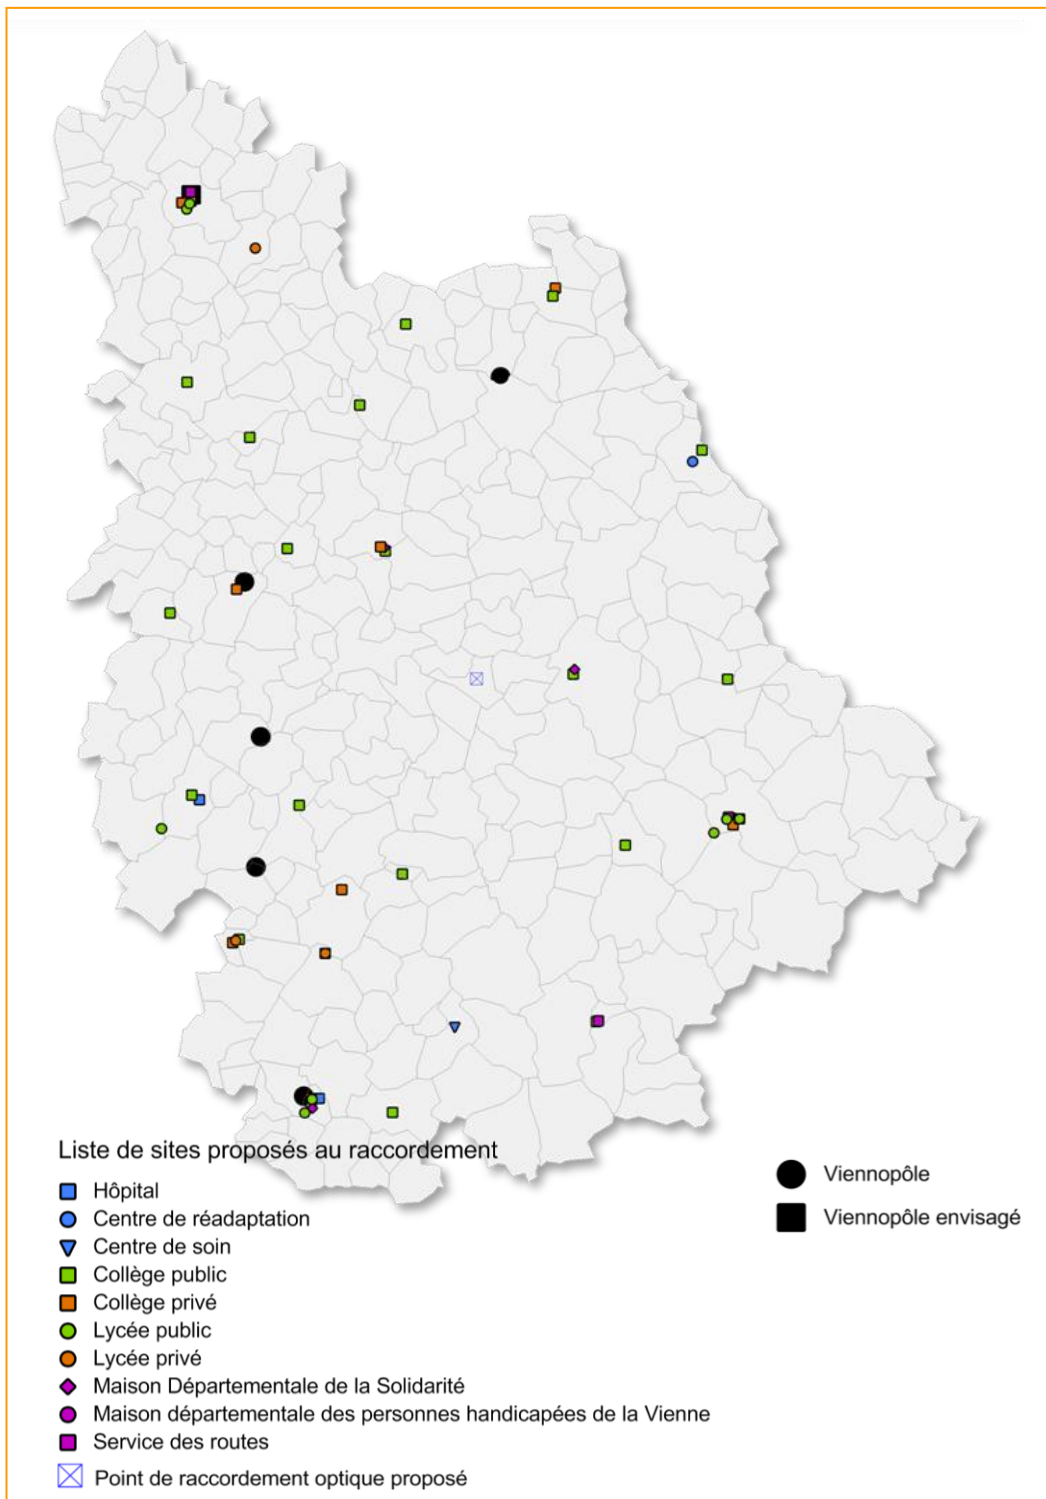 Liste de sites proposés au raccordement
Hôpital
Centre de réadaptation
Centre de soin
Collège public
Collège privé
Lycée public
Lycée privé
Maison Départementale de la Solidarité
Maison départementale des personnes handicapées de la Vienne
Service des routes
Point de raccordement optique proposé
Viennopôle
Viennopôle envisagé